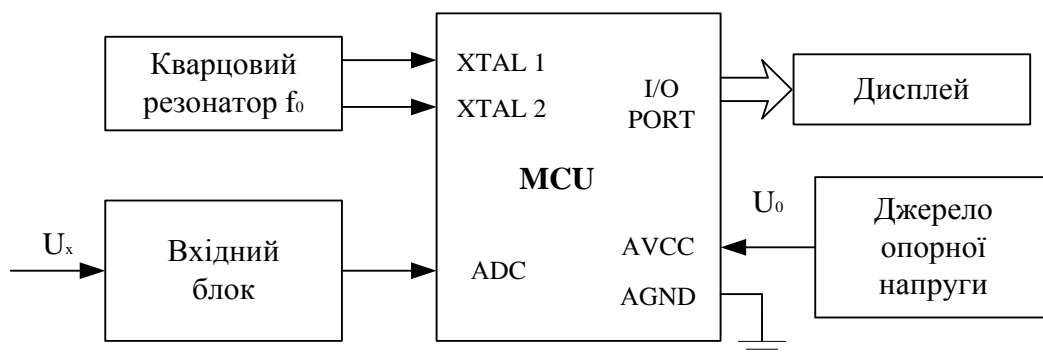 Кварцовий
резонатор f₀
XTAL 1
XTAL 2
I/O
PORT
Дисплей
MCU
Uₓ
Вхідний
блок
ADC
U₀
AVCC
AGND
Джерело
опорної
напруги